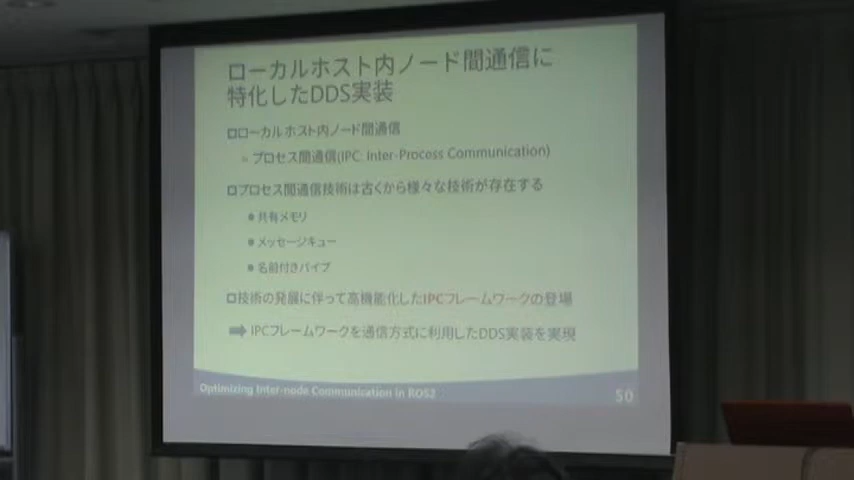 ローカルホスト内ノード間通信に
特化したDDS実装
ローカルホスト内ノード間通信
プロセス間通信(IPC: Inter-Process Communication)
プロセス間通信技術は古くから様々な技術が存在する
共有メモリ
メッセージキュー
名前付きパイプ
技術の発展に伴って高機能化したIPCフレームワークの登場
IPCフレームワークを通信方式に利用したDDS実装を実現
Optimizing Inter-node Communication in ROS2
50